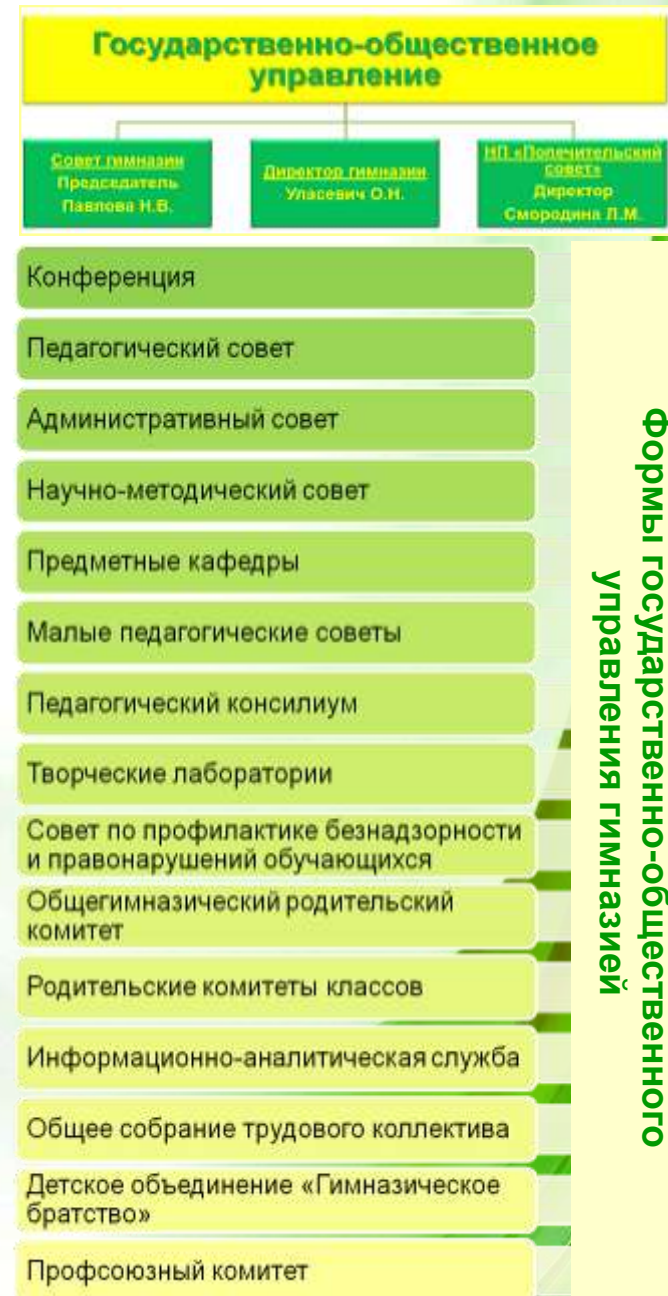 Государственно-общественное
управление
Совет гимназии
Председатель
Павлова Н.В.
Директор гимназии
Уласевич О.Н.
НП «Попечительский
совет»
Директор
Смородина Л.М.
Конференция
Педагогический совет
Административный совет
Научно-методический совет
Предметные кафедры
Малые педагогические советы
Педагогический консилиум
Творческие лаборатории
Совет по профилактике безнадзорности
и правонарушений обучающихся
Общегимназический родительский
комитет
Родительские комитеты классов
Информационно-аналитическая служба
Общее собрание трудового коллектива
Детское объединение «Гимназическое
братство»
Профсоюзный комитет
Формы государственно-общественного
управления гимназией